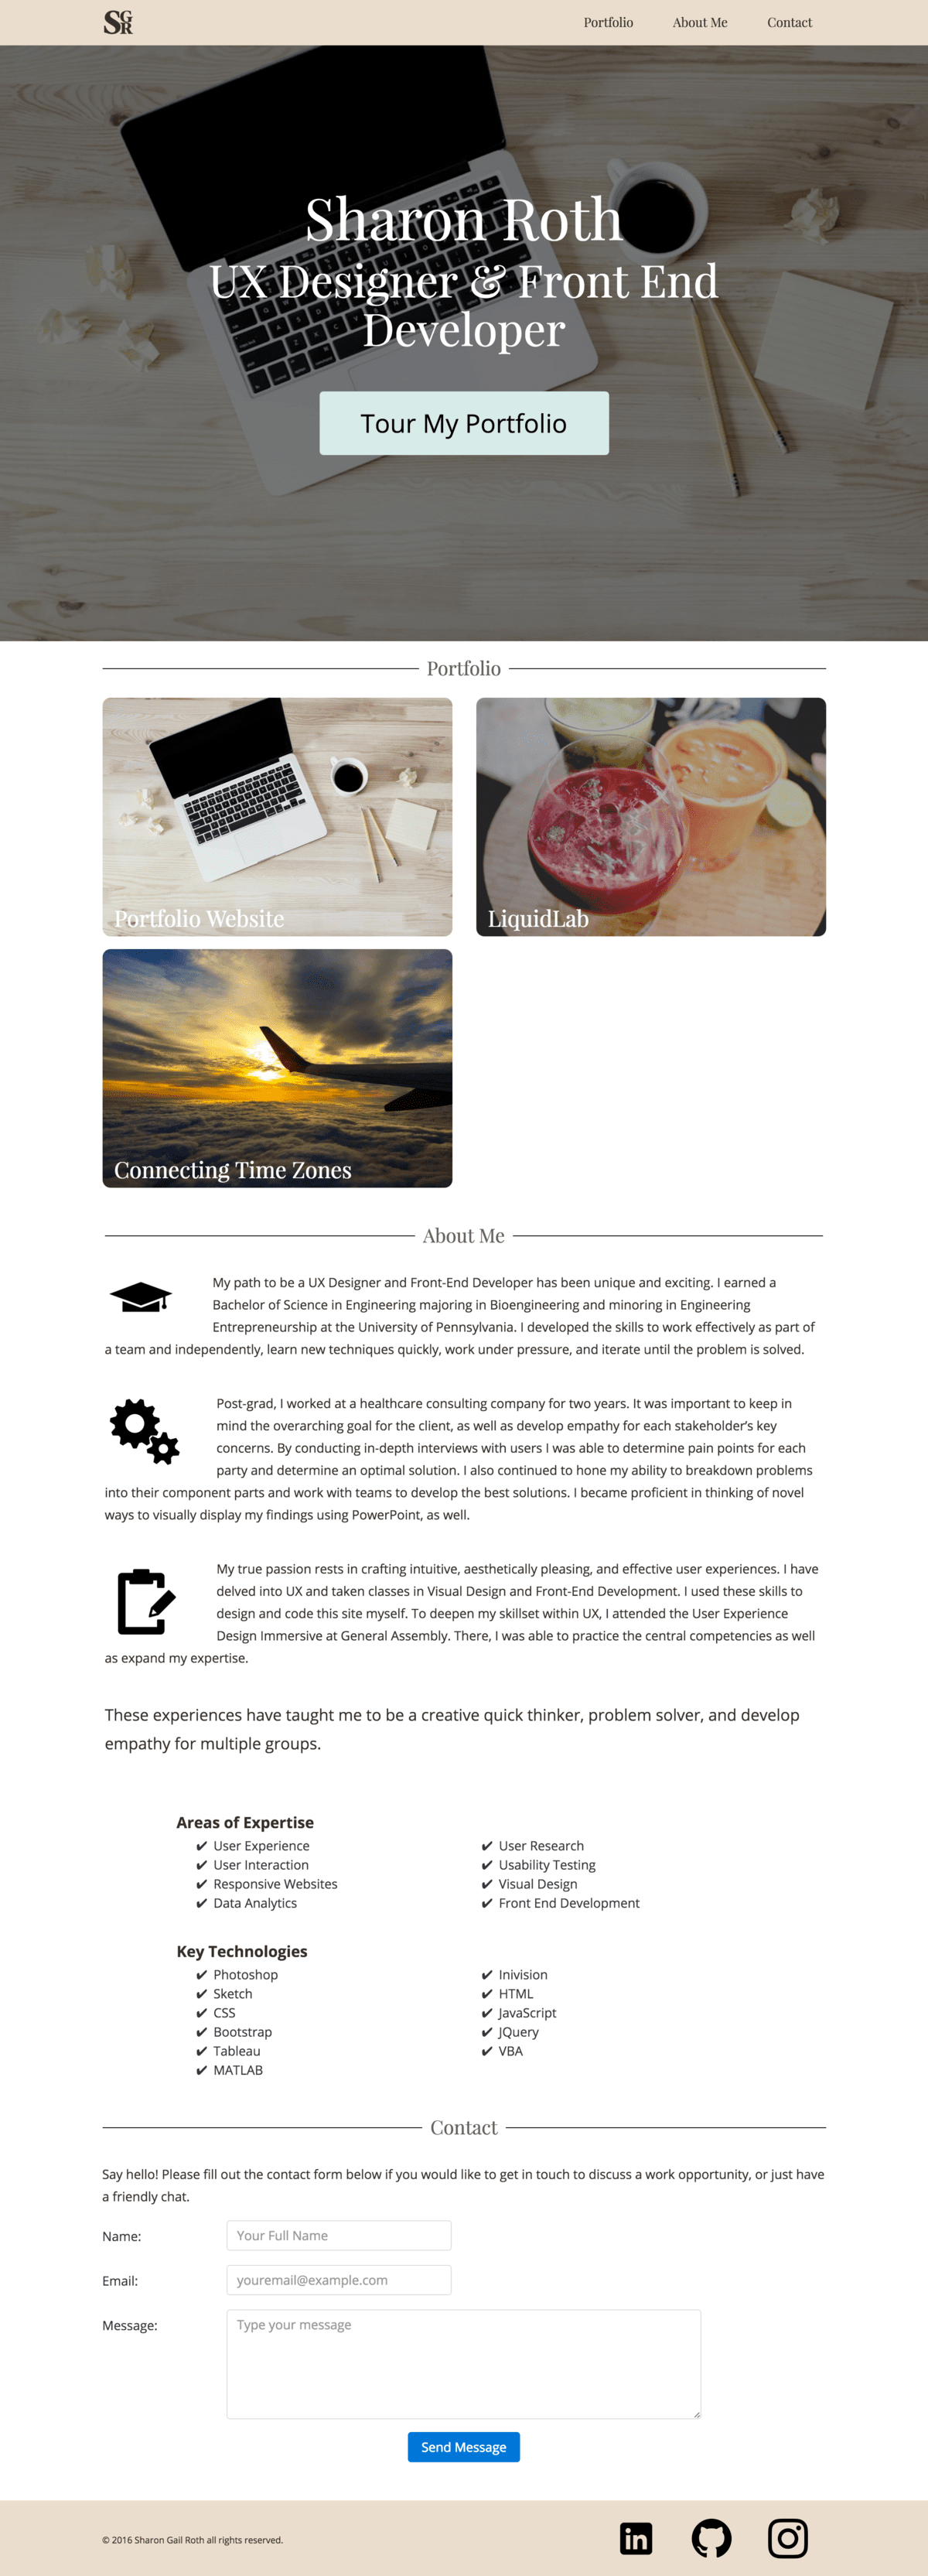 SGR
Portfolio
About Me
Contact
Sharon Roth
UX Designer & Front End
Developer
Tour My Portfolio
Portfolio
Portfolio Website
LiquidLab
Connecting Time Zones
About Me
My path to be a UX Designer and Front-End Developer has been unique and exciting. I earned a
Bachelor of Science in Engineering majoring in Bioengineering and minoring in Engineering
Entrepreneurship at the University of Pennsylvania. I developed the skills to work effectively as part of
a team and independently, learn new techniques quickly, work under pressure, and iterate until the problem is solved.
Post-grad, I worked at a healthcare consulting company for two years. It was important to keep in
mind the overarching goal for the client, as well as develop empathy for each stakeholder’s key
concerns. By conducting in-depth interviews with users I was able to determine pain points for each
party and determine an optimal solution. I also continued to hone my ability to breakdown problems
into their component parts and work with teams to develop the best solutions. I became proficient in thinking of novel
ways to visually display my findings using PowerPoint, as well.
My true passion rests in crafting intuitive, aesthetically pleasing, and effective user experiences. I have
delved into UX and taken classes in Visual Design and Front-End Development. I used these skills to
design and code this site myself. To deepen my skillset within UX, I attended the User Experience
Design Immersive at General Assembly. There, I was able to practice the central competencies as well
as expand my expertise.
These experiences have taught me to be a creative quick thinker, problem solver, and develop
empathy for multiple groups.
Areas of Expertise
✔ User Experience
✔ User Interaction
✔ Responsive Websites
✔ Data Analytics
✔ User Research
✔ Usability Testing
✔ Visual Design
✔ Front End Development
Key Technologies
✔ Photoshop
✔ Sketch
✔ CSS
✔ Bootstrap
✔ Tableau
✔ MATLAB
✔ Inivision
✔ HTML
✔ JavaScript
✔ JQuery
✔ VBA
Contact
Say hello! Please fill out the contact form below if you would like to get in touch to discuss a work opportunity, or just have
a friendly chat.
Name:
Your Full Name
Email:
youremail@example.com
Message:
Type your message
Send Message
© 2016 Sharon Gail Roth all rights reserved.
in